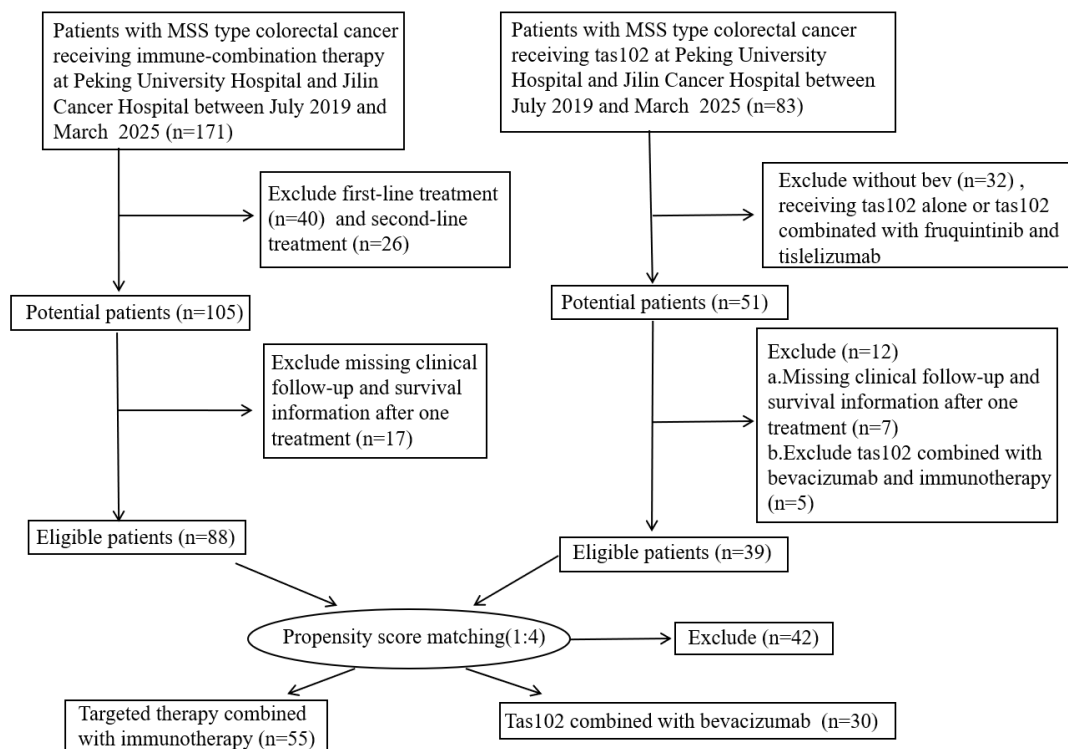 Patients with MSS type colorectal cancer
receiving immune-combination therapy
at Peking University Hospital and Jilin
Cancer Hospital between July 2019 and
March 2025 (n=171)
Patients with MSS type colorectal cancer
receiving tas102 at Peking University
Hospital and Jilin Cancer Hospital between
July 2019 and March 2025 (n=83)
Exclude first-line treatment
(n=40) and second-line
treatment (n=26)
Exclude without bev (n=32) ,
receiving tas102 alone or tas102
combinated with fruquintinib and
tislelizumab
Potential patients (n=105)
Potential patients (n=51)
Exclude missing clinical
follow-up and survival
information after one
treatment (n=17)
Exclude (n=12)
a.Missing clinical follow-up and
survival information after one
treatment (n=7)
b.Exclude tas102 combined with
bevacizumab and immunotherapy
(n=5)
Eligible patients (n=88)
Eligible patients (n=39)
Propensity score matching(1:4)
Exclude (n=42)
Targeted therapy combined
with immunotherapy (n=55)
Tas102 combined with bevacizumab (n=30)